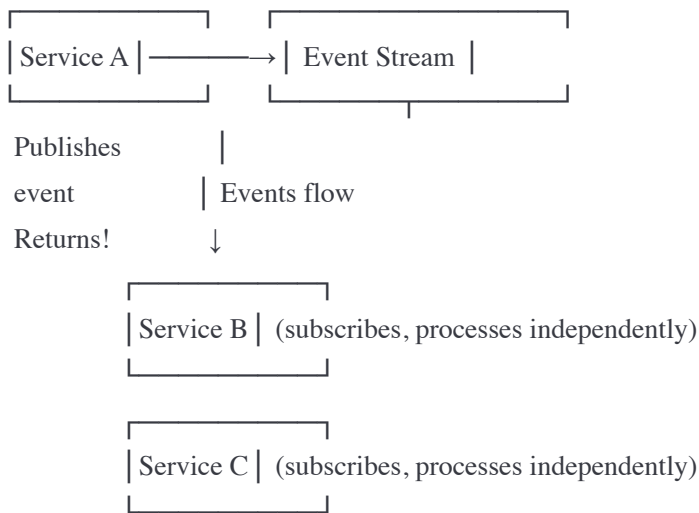 Service A → Event Stream
Publishes
event Events flow
Returns! ↓
Service B (subscribes, processes independently)
Service C (subscribes, processes independently)